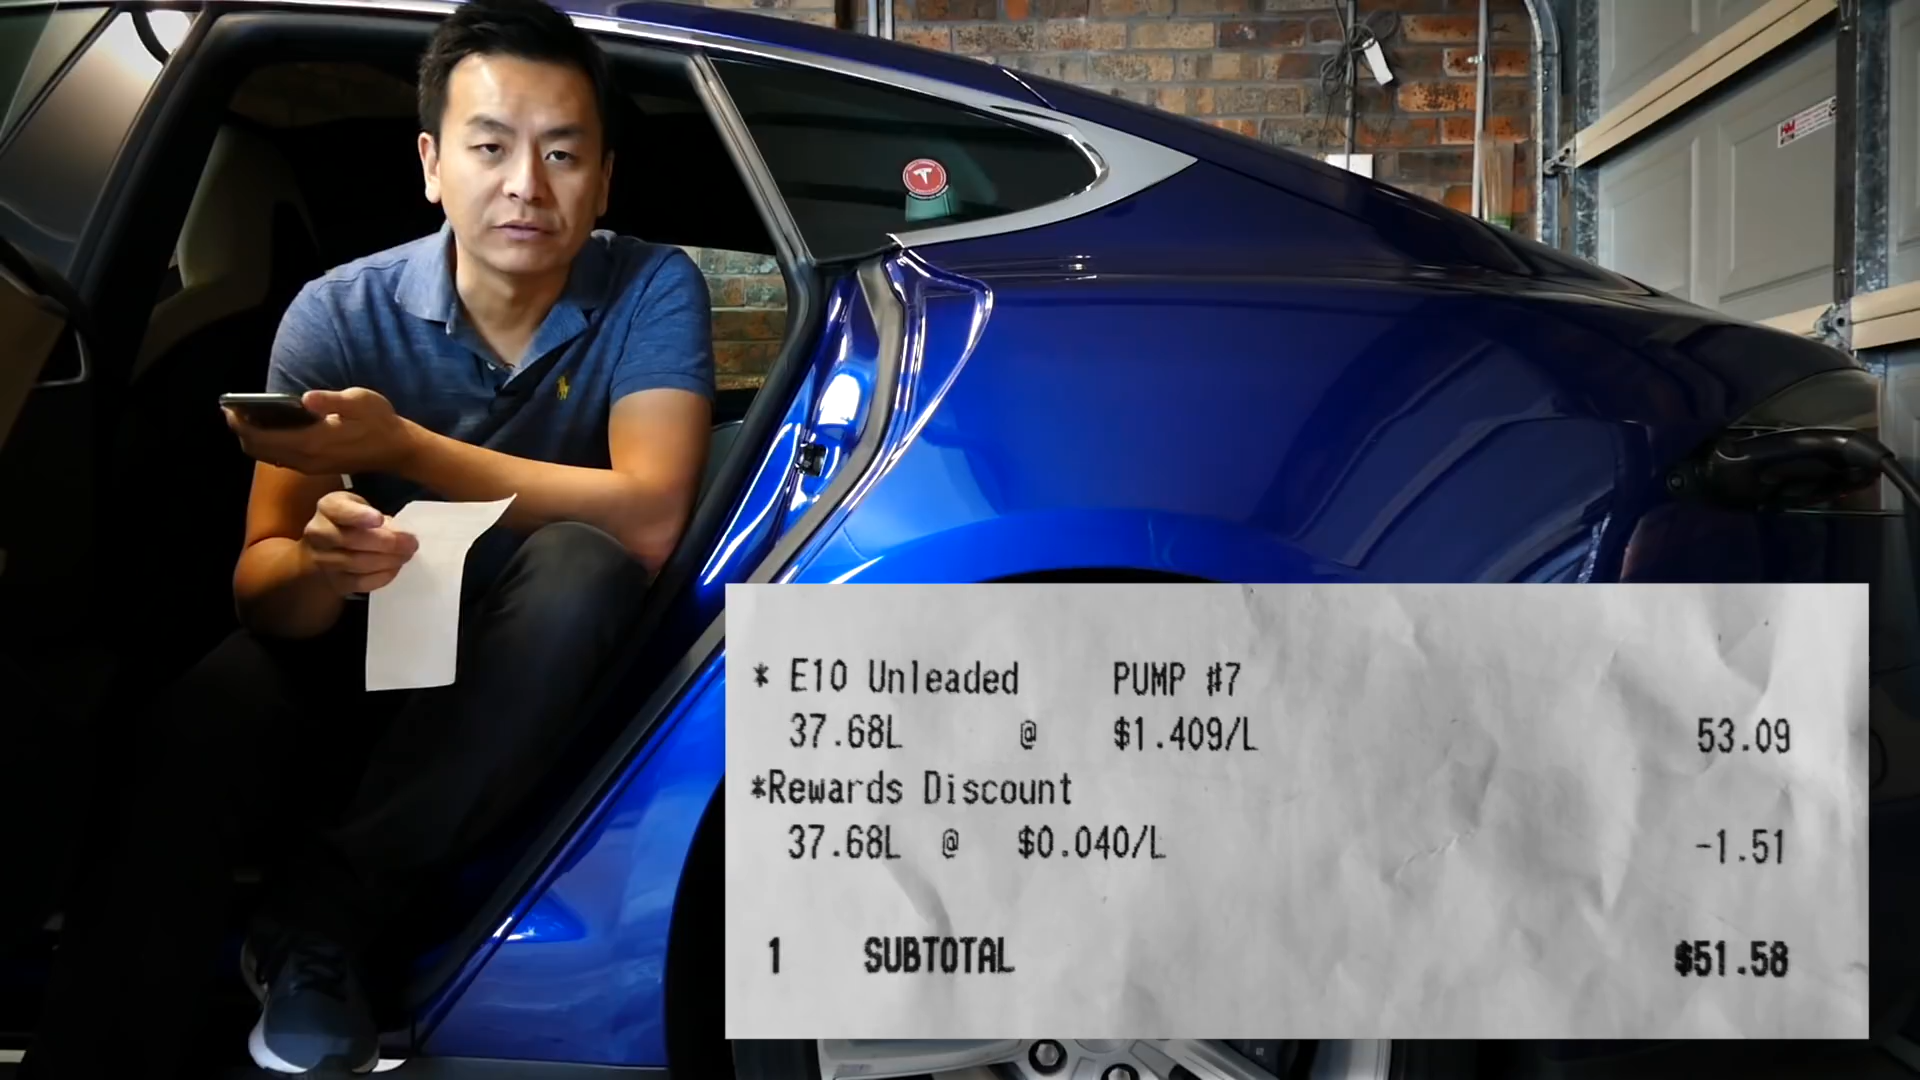 * E10 Unleaded PUMP #7
37.68L @ $1.409/L 53.09
*Rewards Discount
37.68L @ $0.040/L -1.51
1 SUBTOTAL $51.58